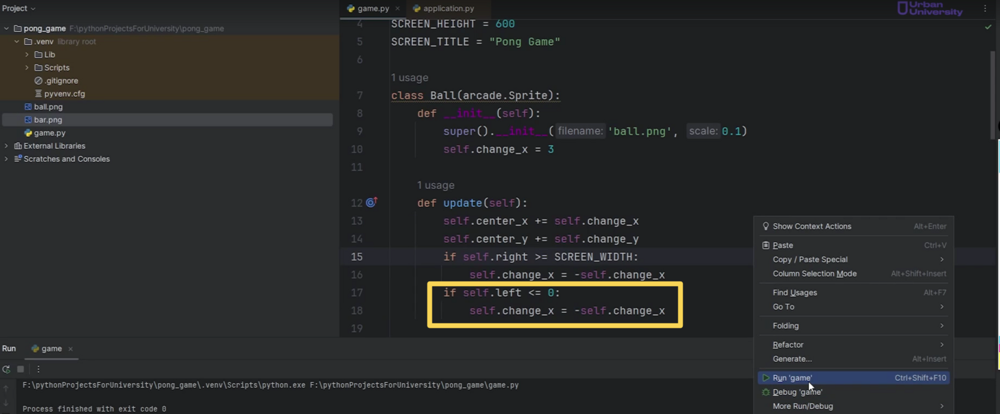 Project
pong_game F:\pythonProjectsForUniversity\pong_game
.venv library root
Lib
Scripts
.gitignore
pyvenv.cfg
ball.png
bar.png
game.py
External Libraries
Scratches and Consoles
game.py
application.py
Urban
University
4 SCREEN_HEIGHT = 600
5 SCREEN_TITLE = "Pong Game"
6
1 usage
7 class Ball(arcade.Sprite):
8 def __init__(self):
9 super().__init__( filename: 'ball.png', scale: 0.1)
10 self.change_x = 3
11
1 usage
12 def update(self):
13 self.center_x += self.change_x
14 self.center_y += self.change_y
15 if self.right >= SCREEN_WIDTH:
16 self.change_x = -self.change_x
17 if self.left <= 0:
18 self.change_x = -self.change_x
19
Show Context Actions Alt+Enter
Paste Ctrl+V
Copy / Paste Special
Column Selection Mode Alt+Shift+Insert
Find Usages Alt+F7
Go To
Folding
Refactor
Generate... Alt+Insert
Run 'game' Ctrl+Shift+F10
Debug 'game'
More Run/Debug
Run game
F:\pythonProjectsForUniversity\pong_game\.venv\Scripts\python.exe F:\pythonProjectsForUniversity\pong_game\game.py
Process finished with exit code 0